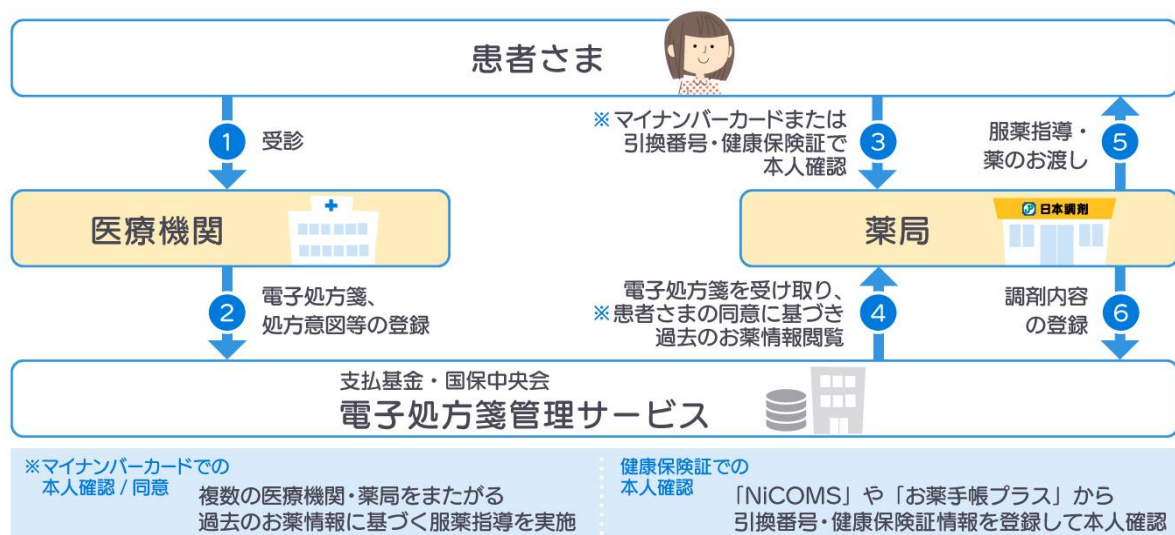 患者さま
1
受診
※マイナンバーカードまたは
引換番号・健康保険証で
本人確認
3
服薬指導・
薬のお渡し
5
医療機関
薬局
日本調剤
2
電子処方箋、
処方意図等の登録
電子処方箋を受け取り、
※患者さまの同意に基づき
過去のお薬情報閲覧
4
調剤内容
の登録
6
支払基金・国保中央会
電子処方箋管理サービス
※マイナンバーカードでの
本人確認 / 同意
複数の医療機関・薬局をまたがる
過去のお薬情報に基づく服薬指導を実施
健康保険証での
本人確認
「NiCOMS」や「お薬手帳プラス」から
引換番号・健康保険証情報を登録して本人確認